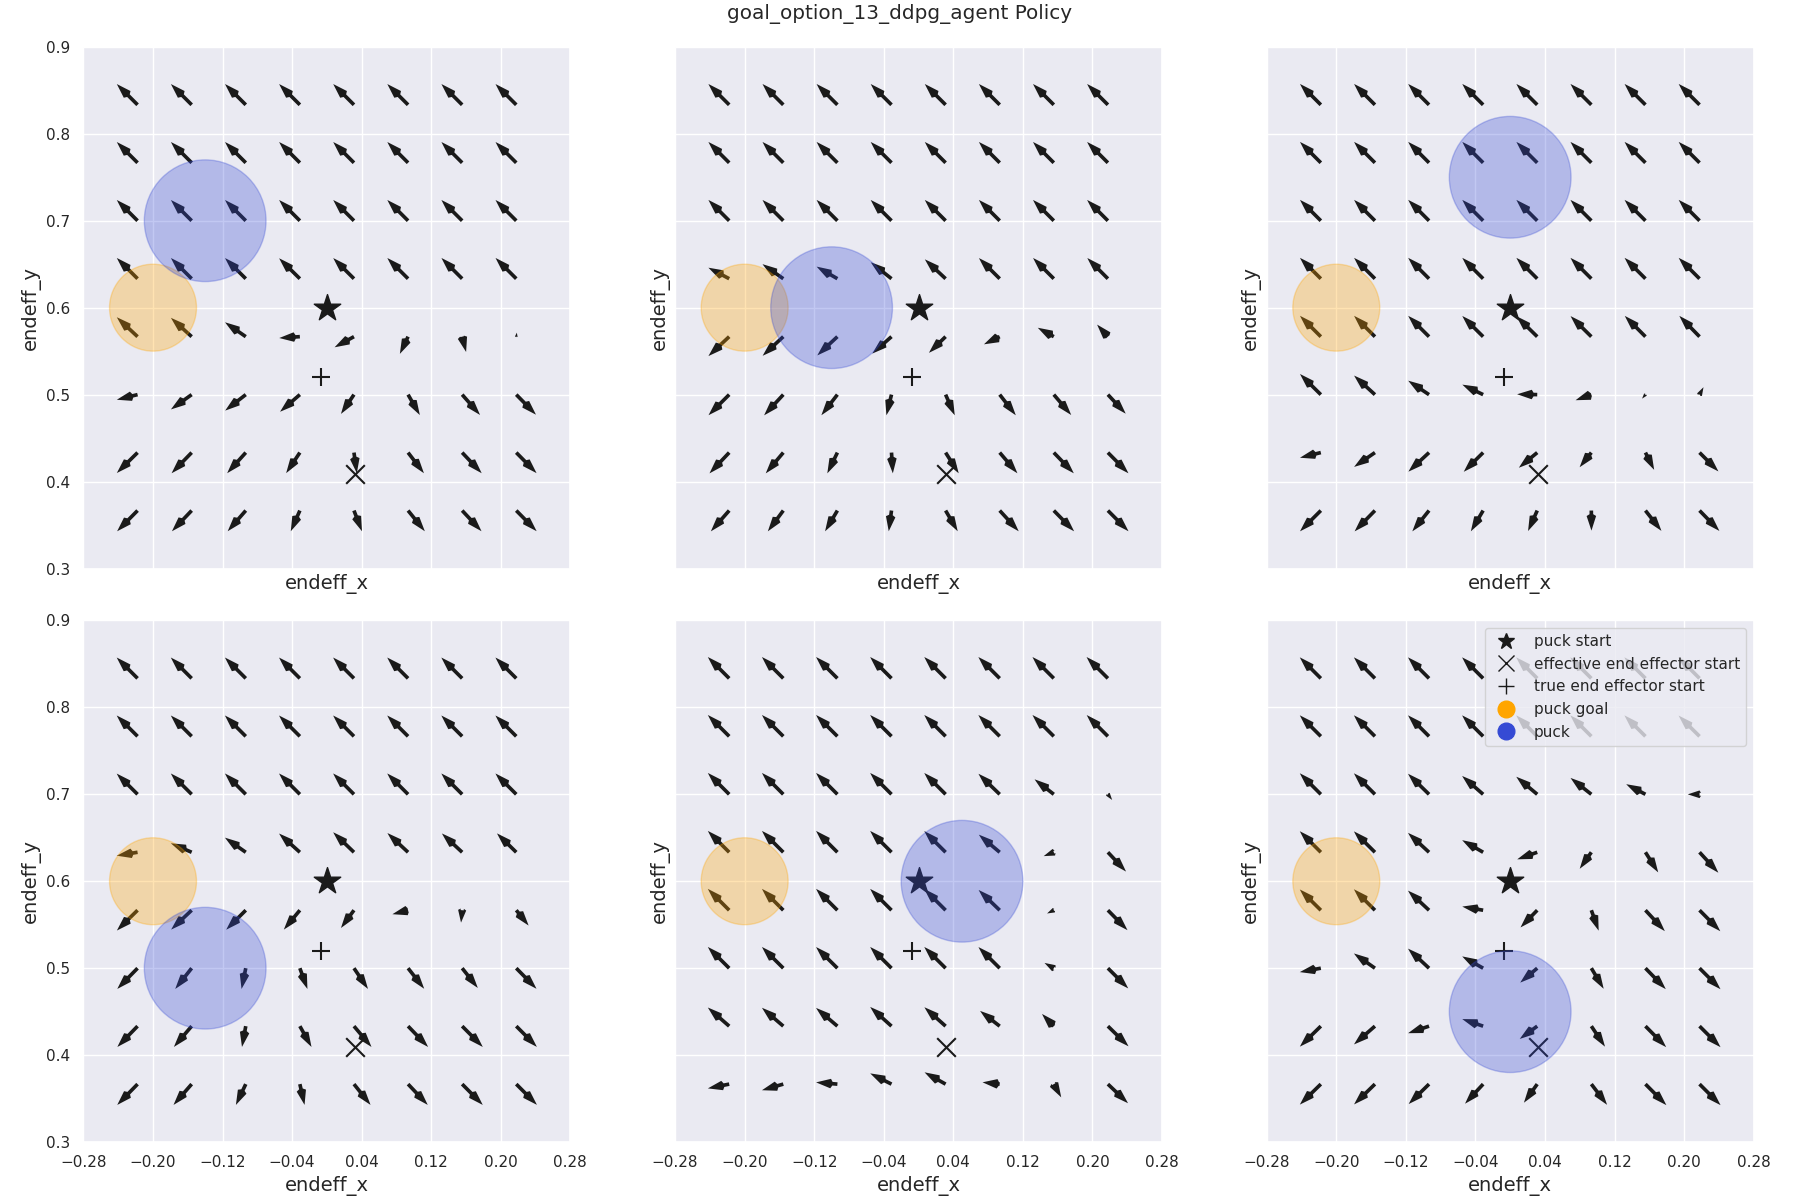 goal_option_13_ddpg_agent Policy
0.9
0.8
0.7
0.6
0.5
0.4
0.3
endeff_y
endeff_x
endeff_y
endeff_x
endeff_y
endeff_x
0.9
0.8
0.7
0.6
0.5
0.4
0.3
endeff_y
−0.28 −0.20 −0.12 −0.04 0.04 0.12 0.20 0.28
endeff_x
endeff_y
−0.28 −0.20 −0.12 −0.04 0.04 0.12 0.20 0.28
endeff_x
puck start
effective end effector start
true end effector start
puck goal
puck
endeff_y
−0.28 −0.20 −0.12 −0.04 0.04 0.12 0.20 0.28
endeff_x